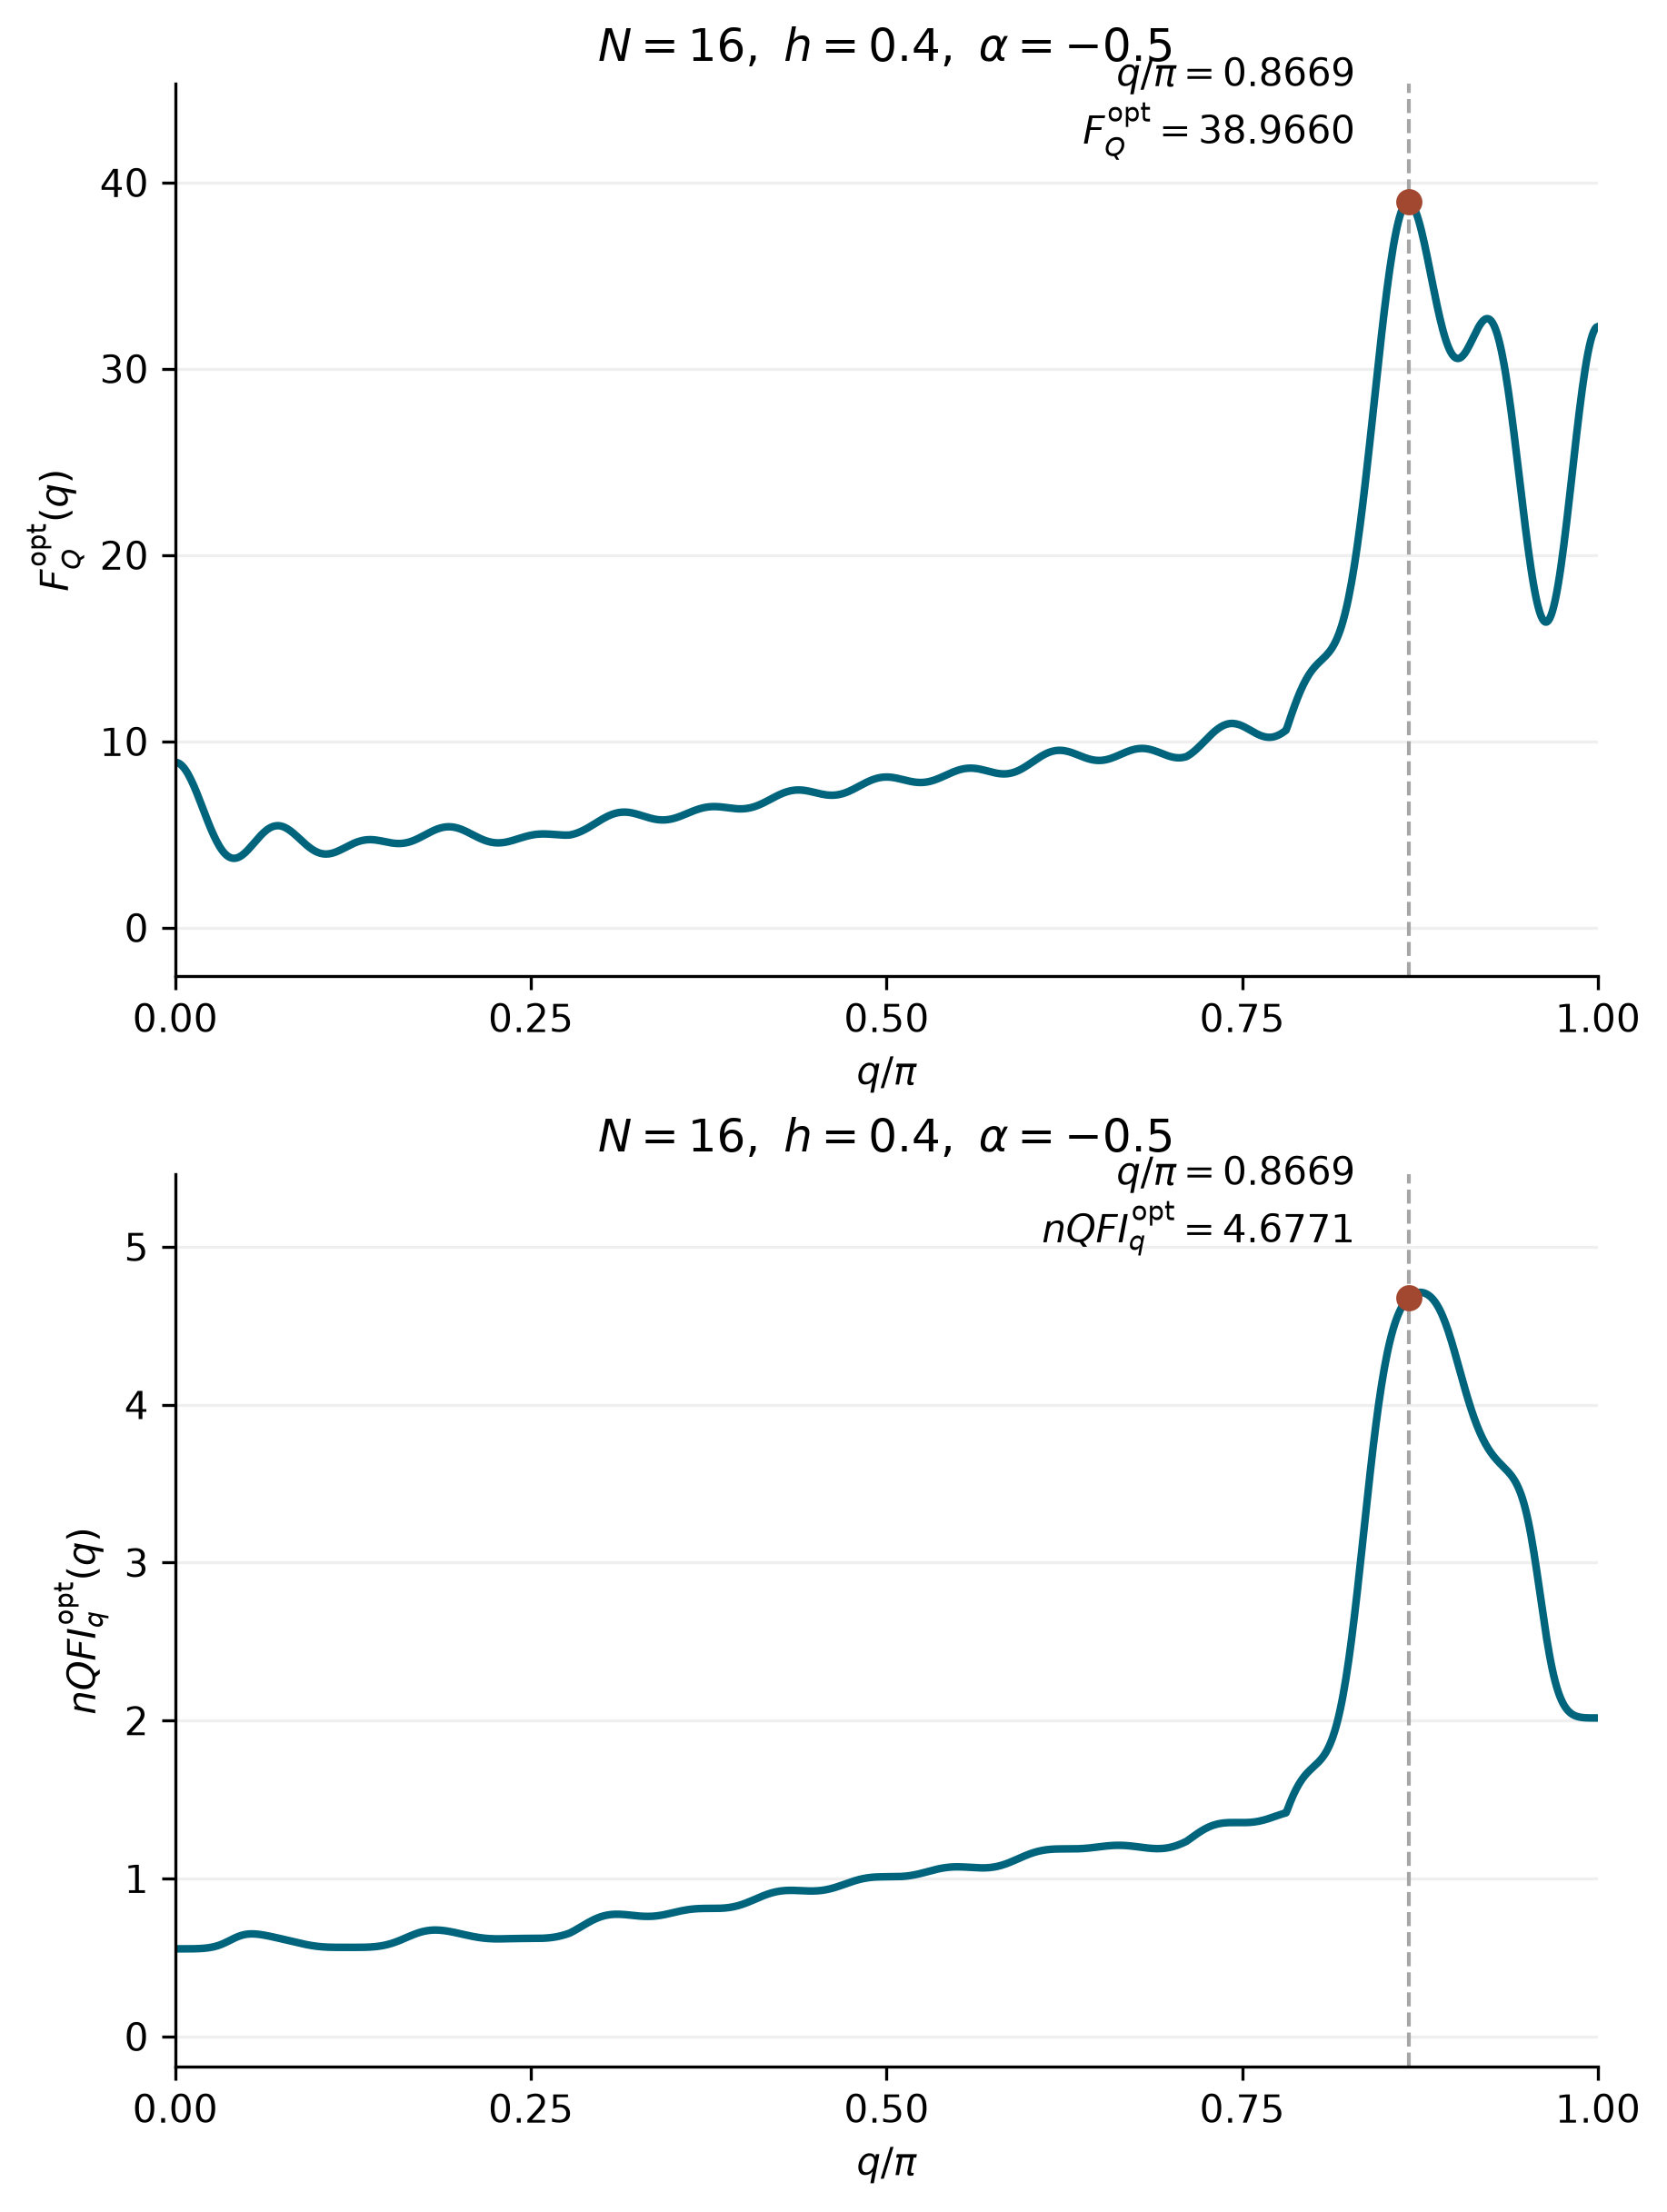 N = 16, h = 0.4, α = −0.5
q/π = 0.8669
F_Q^opt = 38.9660
40
30
20
10
0
F_Q^opt(q)
0.00 0.25 0.50 0.75 1.00
q/π
N = 16, h = 0.4, α = −0.5
q/π = 0.8669
nQFI_q^opt = 4.6771
5
4
3
2
1
0
nQFI_q^opt(q)
0.00 0.25 0.50 0.75 1.00
q/π